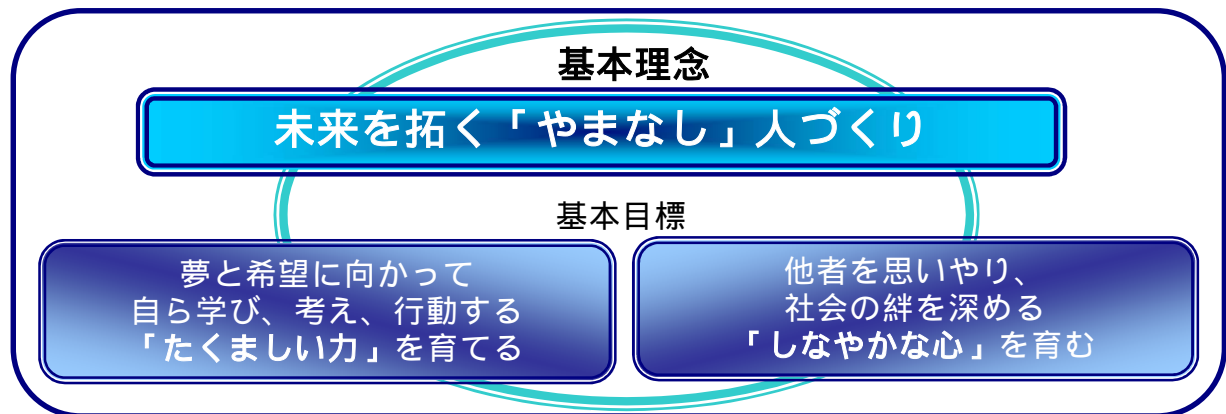 基本理念
未来を拓く「やまなし」人づくり
基本目標
夢と希望に向かって
自ら学び、考え、行動する
「たくましい力」を育てる
他者を思いやり、
社会の絆を深める
「しなやかな心」を育む